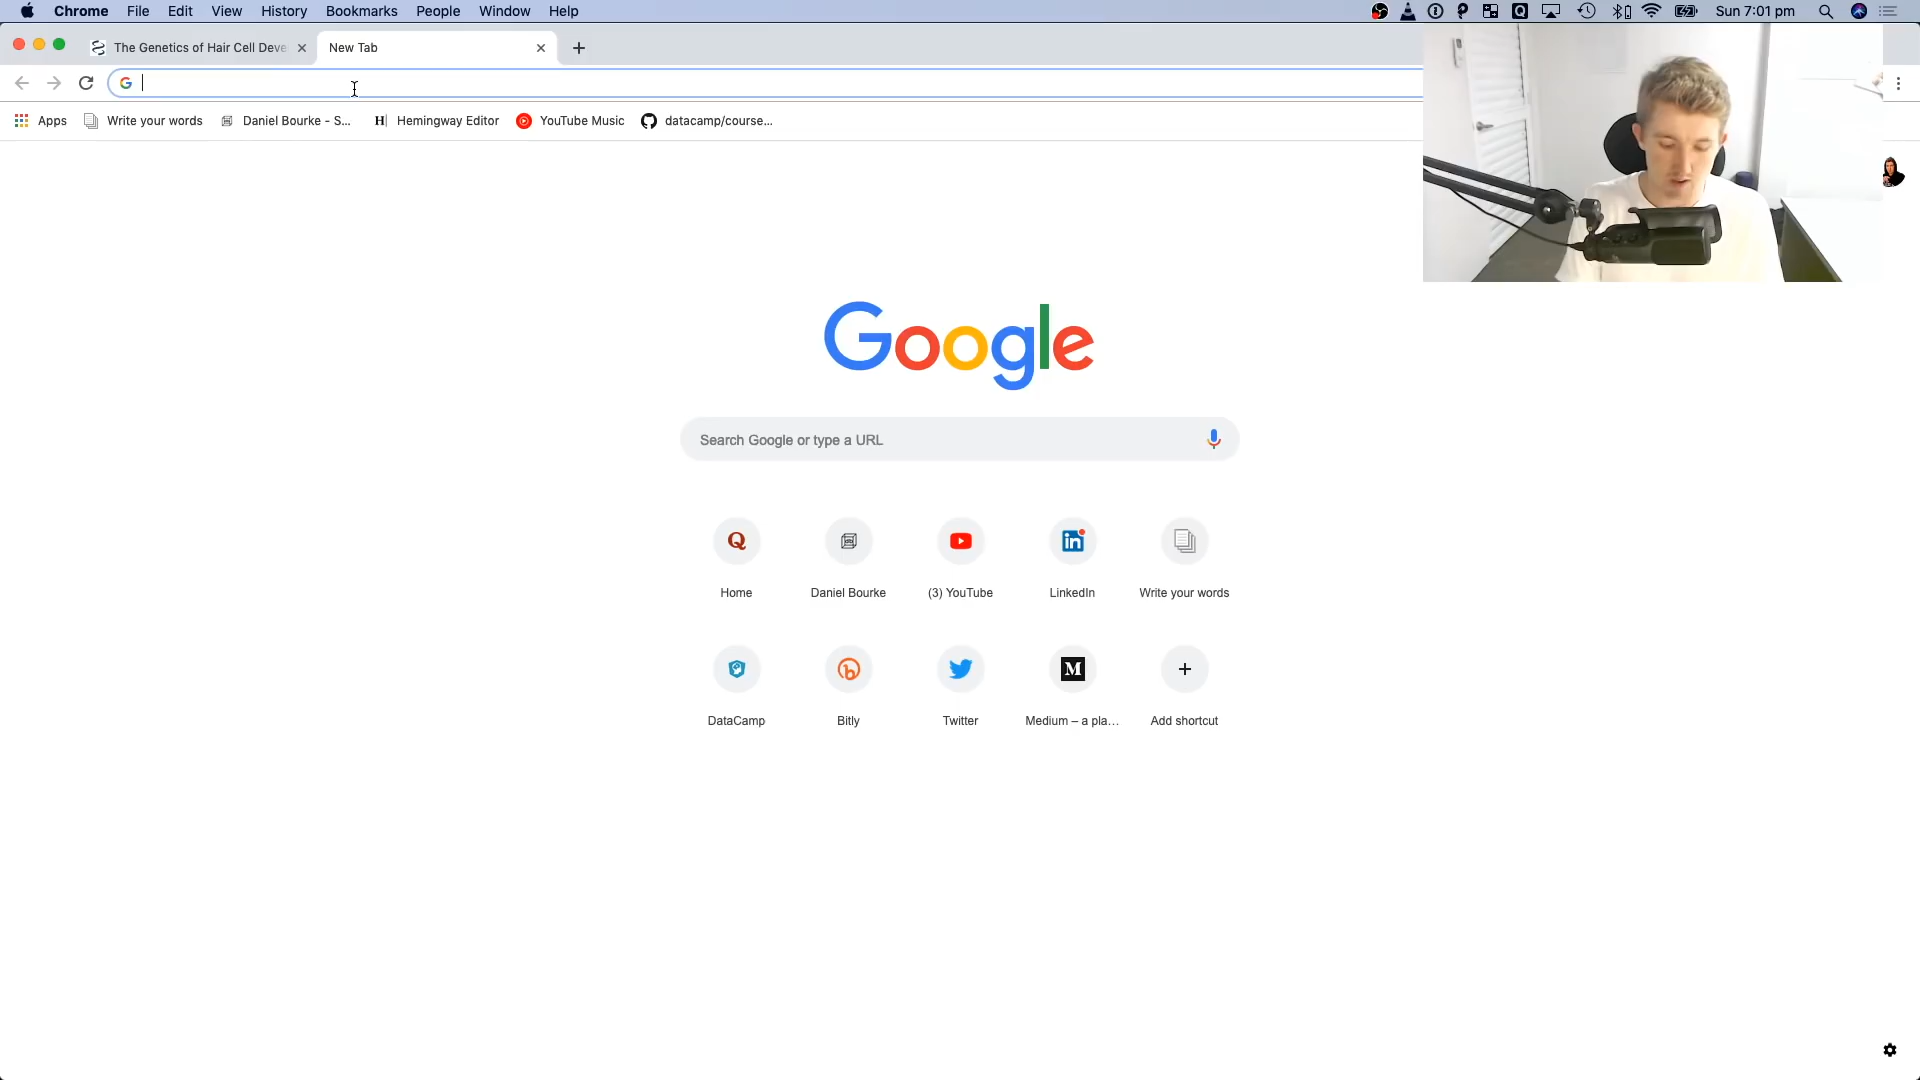 Chrome File Edit View History Bookmarks People Window Help Sun 7:01 pm
The Genetics of Hair Cell Deve
New Tab
Apps Write your words Daniel Bourke - S... Hemingway Editor YouTube Music datacamp/course...
Google
Search Google or type a URL
Home Daniel Bourke (3) YouTube LinkedIn Write your words
DataCamp Bitly Twitter Medium – a pla... Add shortcut